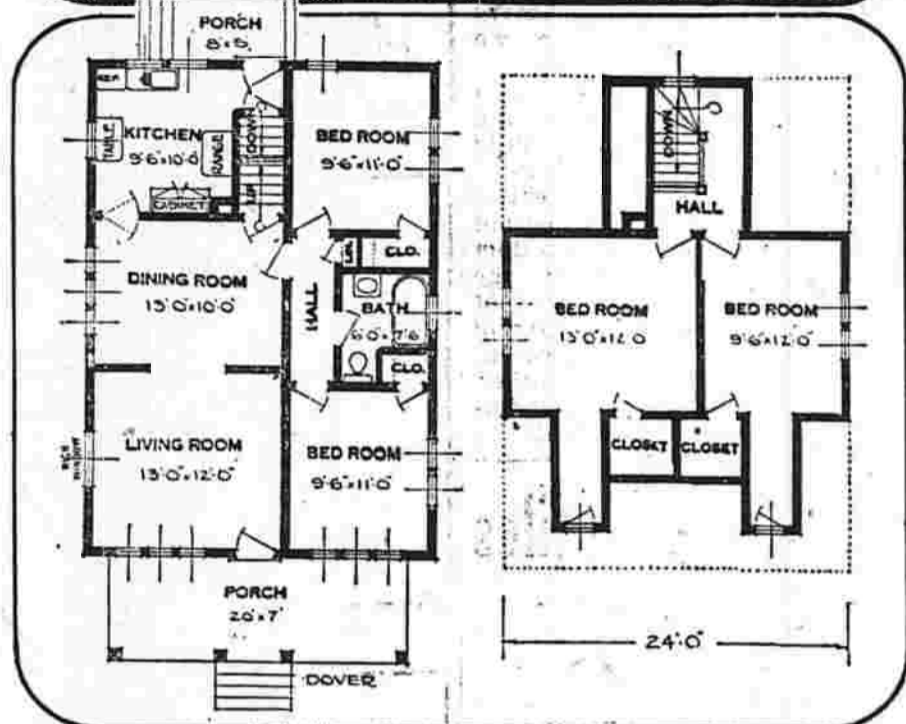 PORCH
8'x5'
REF.
KITCHEN
9'-6"x10'-0"
TABLE
RANGE
CABINET
DOWN
UP
BED ROOM
9'-6"x11'-0"
DINING ROOM
13'-0"x10'-0"
HALL
LIN.
CLO.
BATH
6'-0"x7'-6"
CLO.
LIVING ROOM
13'-0"x12'-0"
BED ROOM
9'-6"x11'-0"
PORCH
20'x7'
DOVER
DOWN
HALL
BED ROOM
13'-0"x12'-0"
BED ROOM
9'-6"x12'-0"
CLOSET
CLOSET
24'-0"